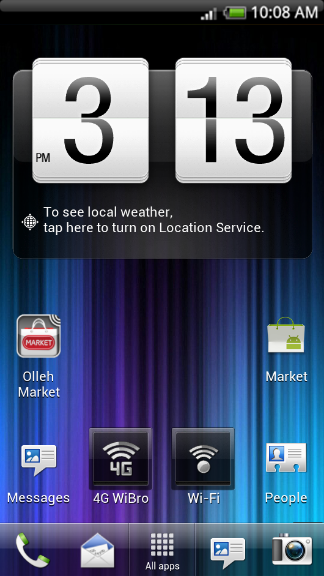 10:08 AM
3 13
PM
To see local weather,
tap here to turn on Location Service.
MARKET
Olleh
Market
Market
Messages
4G
4G WiBro
Wi-Fi
People
All apps